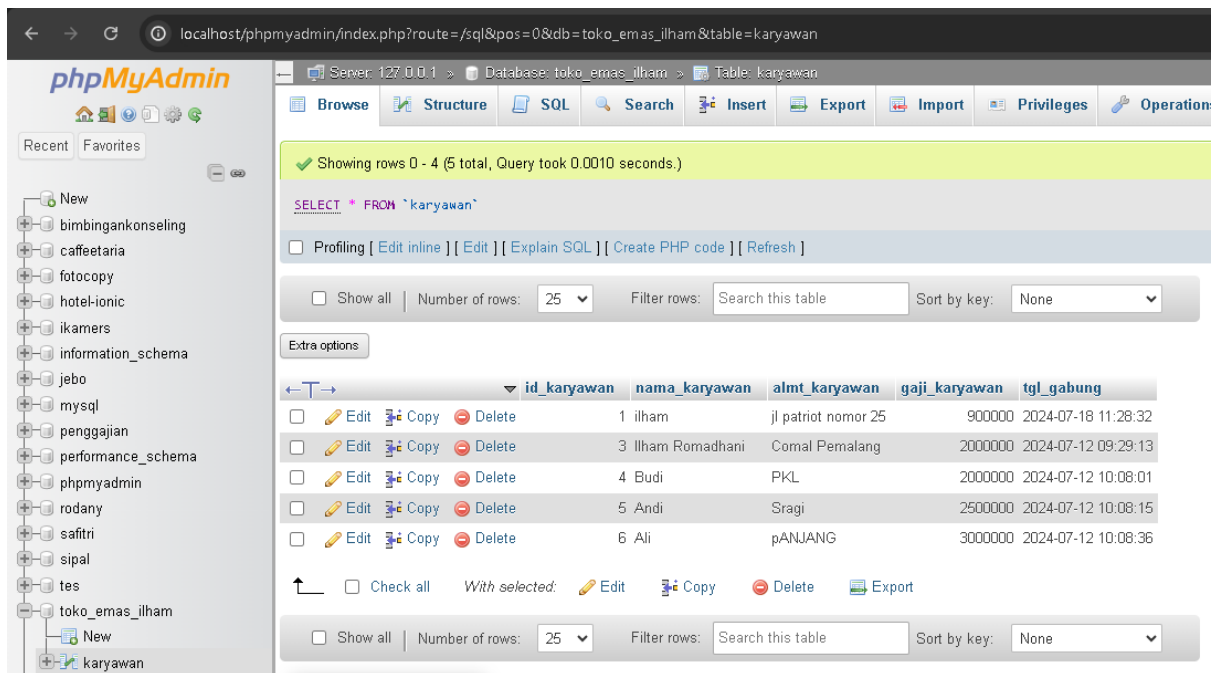 localhost/phpmyadmin/index.php?route=/sql&pos=0&db=toko_emas_ilham&table=karyawan
phpMyAdmin
Recent Favorites
New
bimbingankonseling
caffeetaria
fotocopy
hotel-ionic
ikamers
information_schema
jebo
mysql
penggajian
performance_schema
phpmyadmin
rodany
safitri
sipal
tes
toko_emas_ilham
New
karyawan
Server: 127.0.0.1 » Database: toko_emas_ilham » Table: karyawan
Browse Structure SQL Search Insert Export Import Privileges Operation
Showing rows 0 - 4 (5 total, Query took 0.0010 seconds.)
SELECT * FROM `karyawan`
Profiling [ Edit inline ] [ Edit ] [ Explain SQL ] [ Create PHP code ] [ Refresh ]
Show all | Number of rows: 25 Filter rows: Search this table Sort by key: None
Extra options
id_karyawan nama_karyawan almt_karyawan gaji_karyawan tgl_gabung
Edit Copy Delete 1 ilham jl patriot nomor 25 900000 2024-07-18 11:28:32
Edit Copy Delete 3 Ilham Romadhani Comal Pemalang 2000000 2024-07-12 09:29:13
Edit Copy Delete 4 Budi PKL 2000000 2024-07-12 10:08:01
Edit Copy Delete 5 Andi Sragi 2500000 2024-07-12 10:08:15
Edit Copy Delete 6 Ali pANJANG 3000000 2024-07-12 10:08:36
Check all With selected: Edit Copy Delete Export
Show all | Number of rows: 25 Filter rows: Search this table Sort by key: None